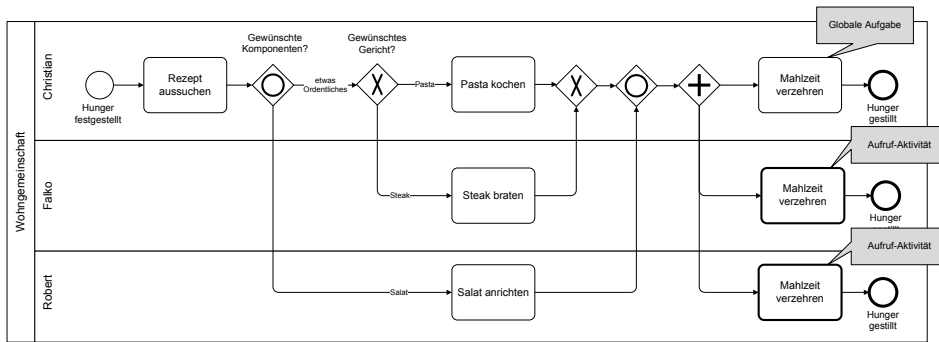 Globale Aufgabe
Wohngemeinschaft
Christian
Gewünschte
Komponenten?
Gewünschtes
Gericht?
Hunger
festgestellt
Rezept
aussuchen
etwas
Ordentliches
Pasta
Pasta kochen
Mahlzeit
verzehren
Hunger
gestillt
Aufruf-Aktivität
Falko
Steak
Steak braten
Mahlzeit
verzehren
Hunger
Aufruf-Aktivität
Robert
Salat
Salat anrichten
Mahlzeit
verzehren
Hunger
gestillt